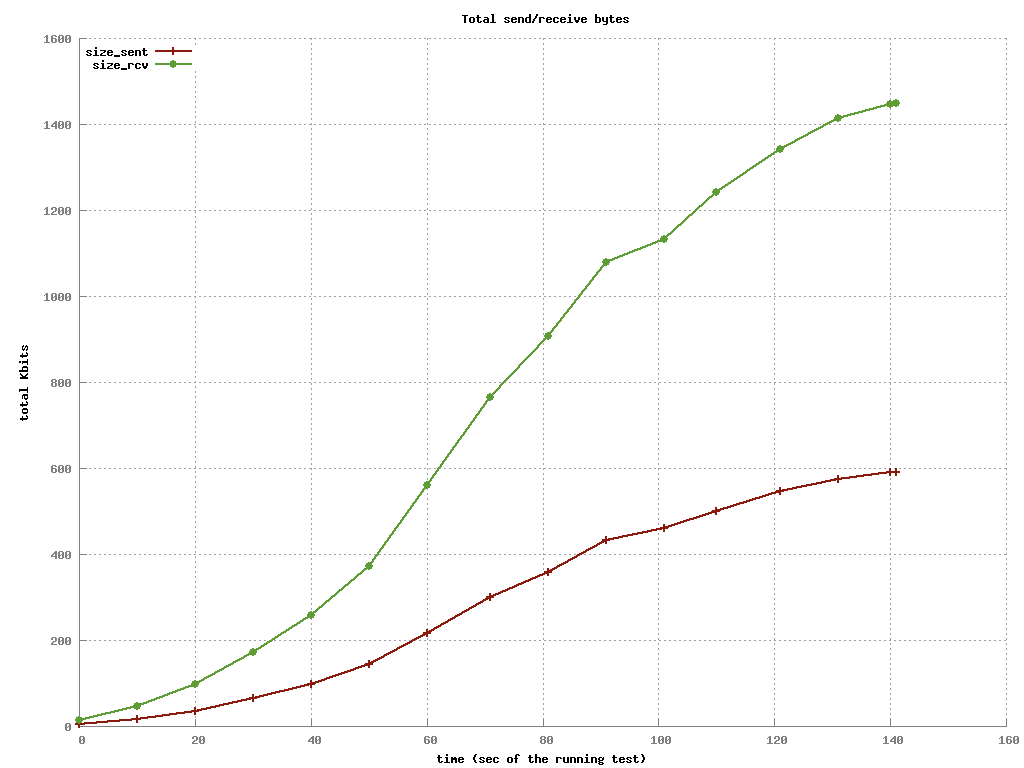 Total send/receive bytes
1600
size_sent
size_rcv
1400
1200
1000
800
total Kbits
600
400
200
0
0 20 40 60 80 100 120 140 160
time (sec of the running test)